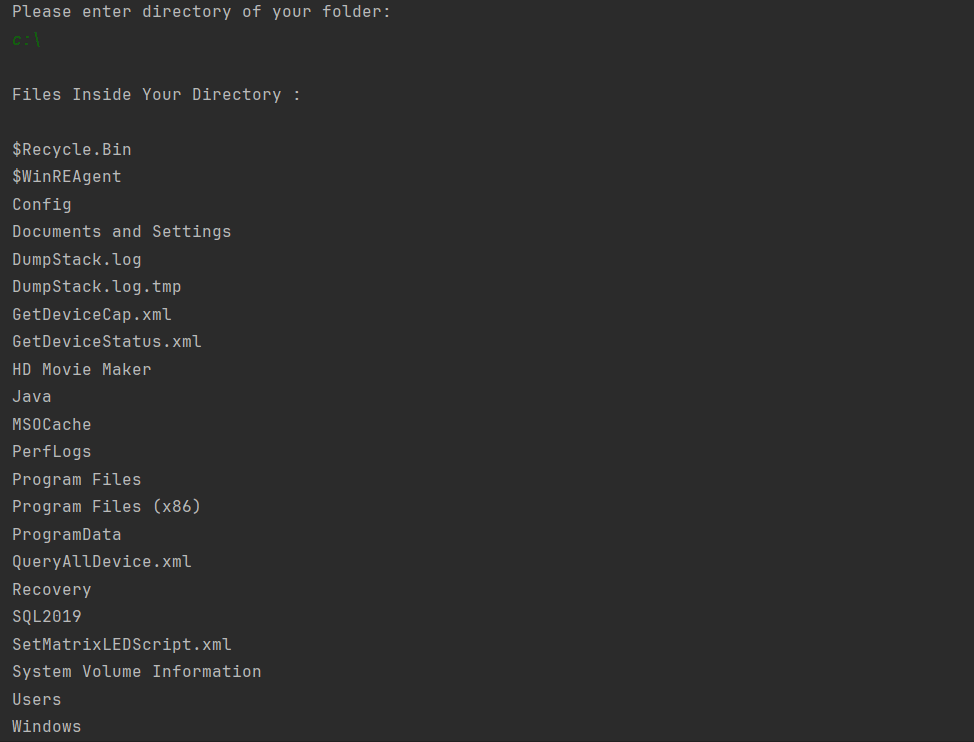 Please enter directory of your folder:
c:\
Files Inside Your Directory :
$Recycle.Bin
$WinREAgent
Config
Documents and Settings
DumpStack.log
DumpStack.log.tmp
GetDeviceCap.xml
GetDeviceStatus.xml
HD Movie Maker
Java
MSOCache
PerfLogs
Program Files
Program Files (x86)
ProgramData
QueryAllDevice.xml
Recovery
SQL2019
SetMatrixLEDScript.xml
System Volume Information
Users
Windows